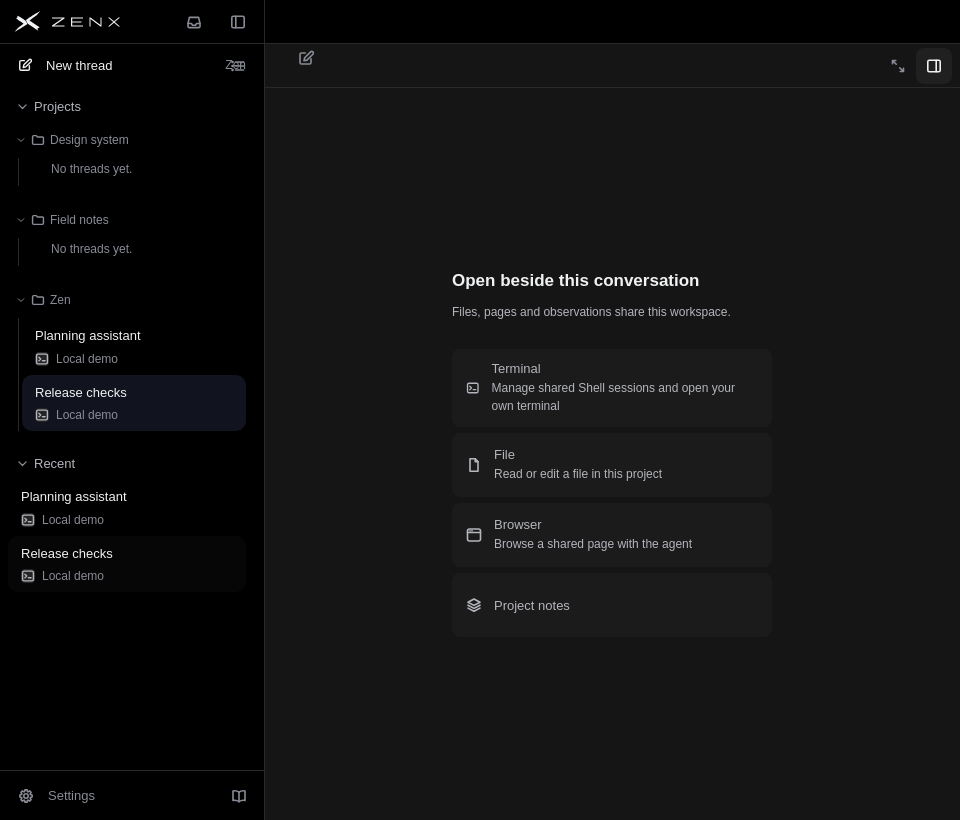 ZENX
New thread
Projects
Design system
No threads yet.
Field notes
No threads yet.
Zen
Planning assistant
Local demo
Release checks
Local demo
Recent
Planning assistant
Local demo
Release checks
Local demo
Settings
Open beside this conversation
Files, pages and observations share this workspace.
Terminal
Manage shared Shell sessions and open your
own terminal
File
Read or edit a file in this project
Browser
Browse a shared page with the agent
Project notes